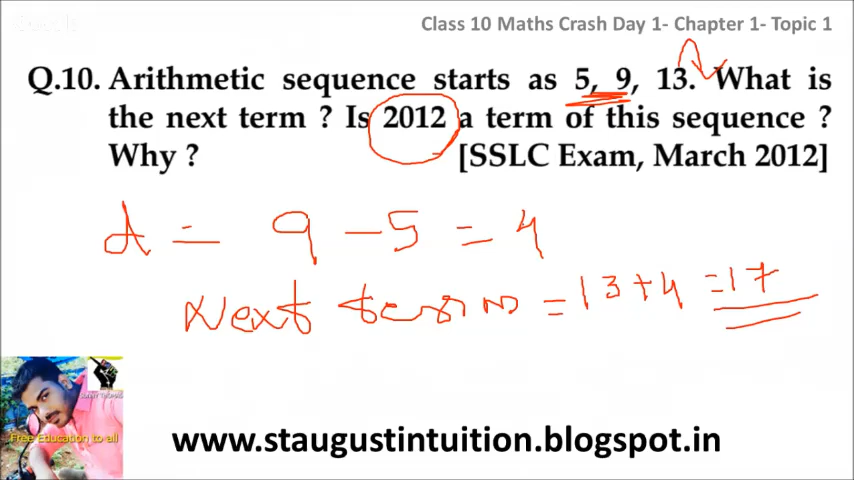 Class 10 Maths Crash Day 1- Chapter 1- Topic 1
Q.10. Arithmetic sequence starts as 5, 9, 13. What is
the next term ? Is 2012 a term of this sequence ?
Why ? [SSLC Exam, March 2012]
d = 9 - 5 = 4
Next term = 13 + 4 = 17
Free Education to all
www.staugustintuition.blogspot.in